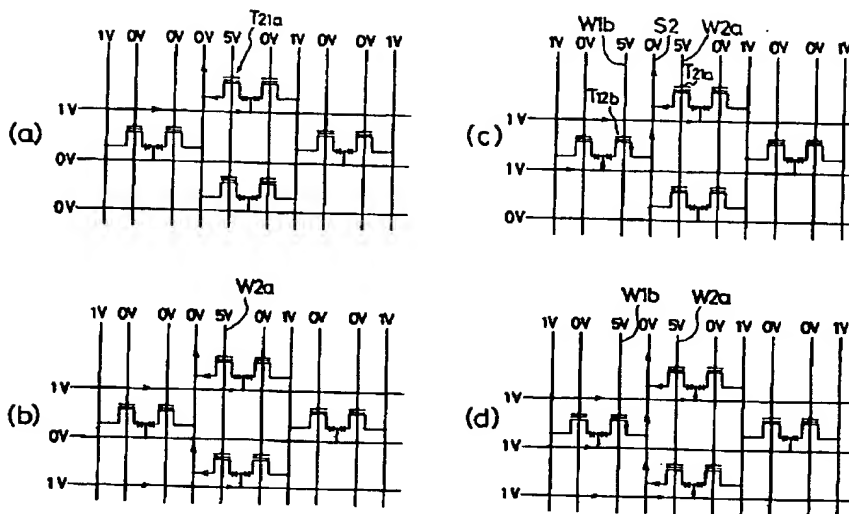 T21a
1V 0V 0V 0V 5V 0V 1V 0V 0V 1V
1V
(a)
0V
0V
W2a
1V 0V 0V 0V 5V 0V 1V 0V 0V 1V
1V
(b)
0V
1V
W1b S2 W2a
1V 0V 5V 0V 5V 0V 1V 0V 0V 1V
T21a
T12b
1V
(c)
1V
0V
W1b W2a
1V 0V 5V 0V 5V 0V 1V 0V 0V 1V
1V
(d)
1V
1V